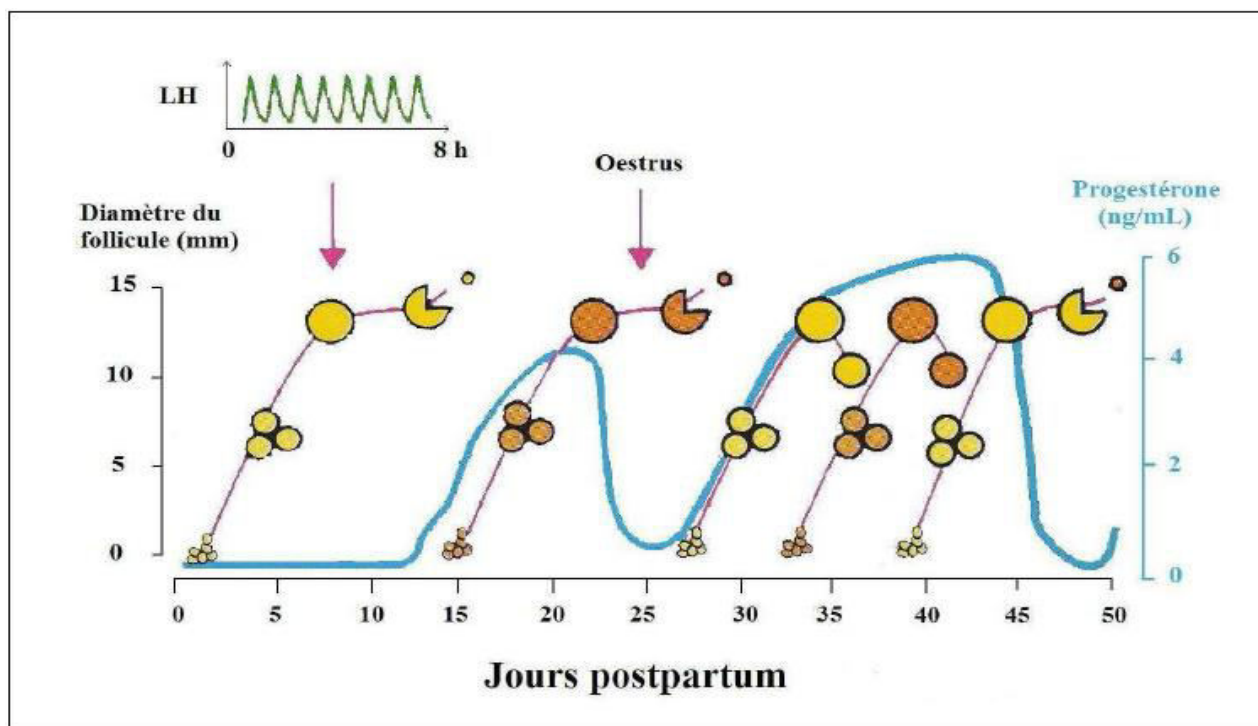 LH
0
8 h
Oestrus
Progestérone
(ng/mL)
Diamètre du
follicule (mm)
15
10
5
0
6
4
2
0
0 5 10 15 20 25 30 35 40 45 50
Jours postpartum